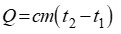 Q = cm(t₂ − t₁)